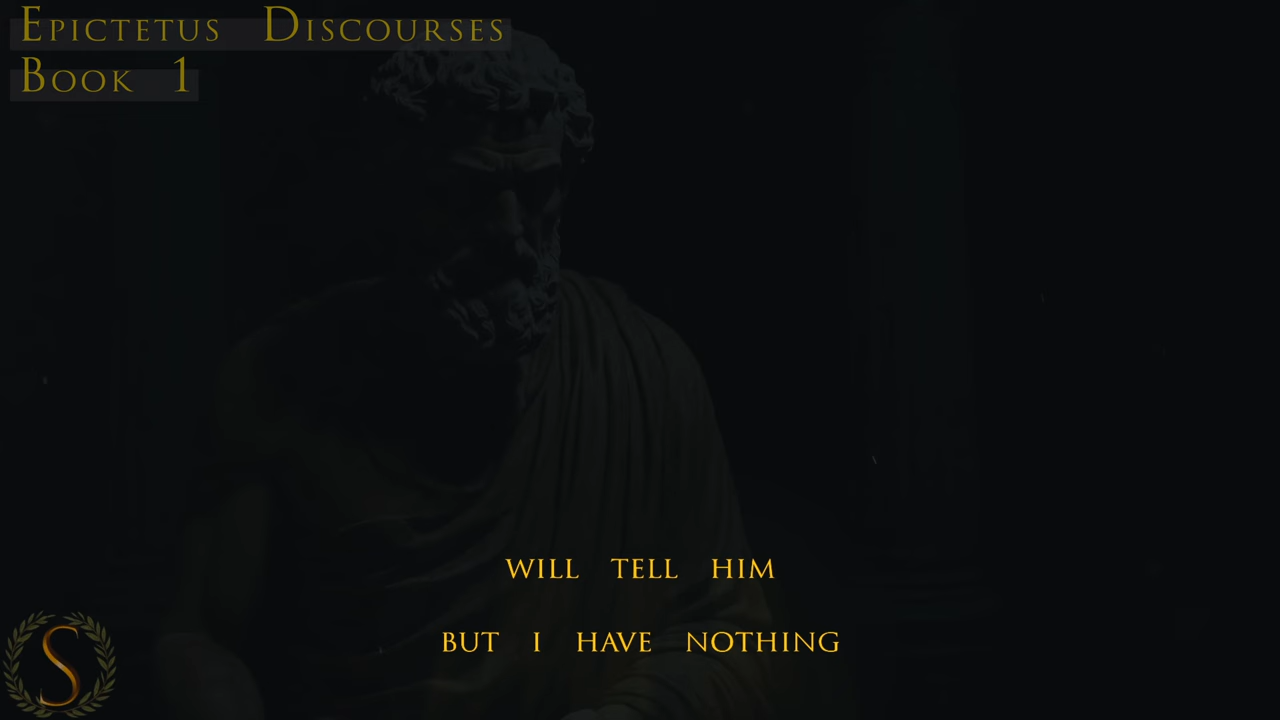 Epictetus Discourses
Book 1
WILL TELL HIM
BUT I HAVE NOTHING
S